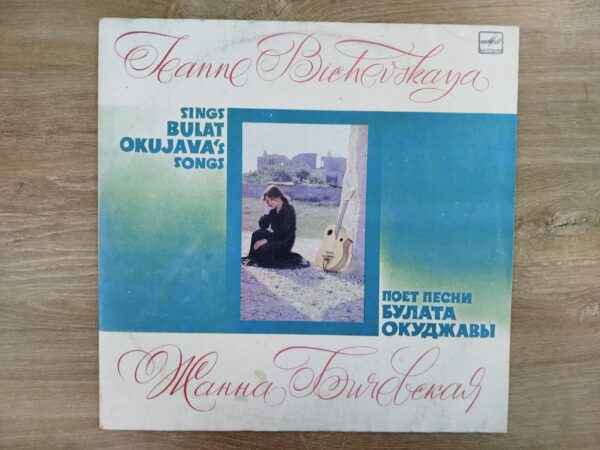 Jeanne Bichevskaya
SINGS
BULAT
OKUJAVA's
SONGS
ПОЕТ ПЕСНИ
БУЛАТА
ОКУДЖАВЫ
Жанна Бичевская